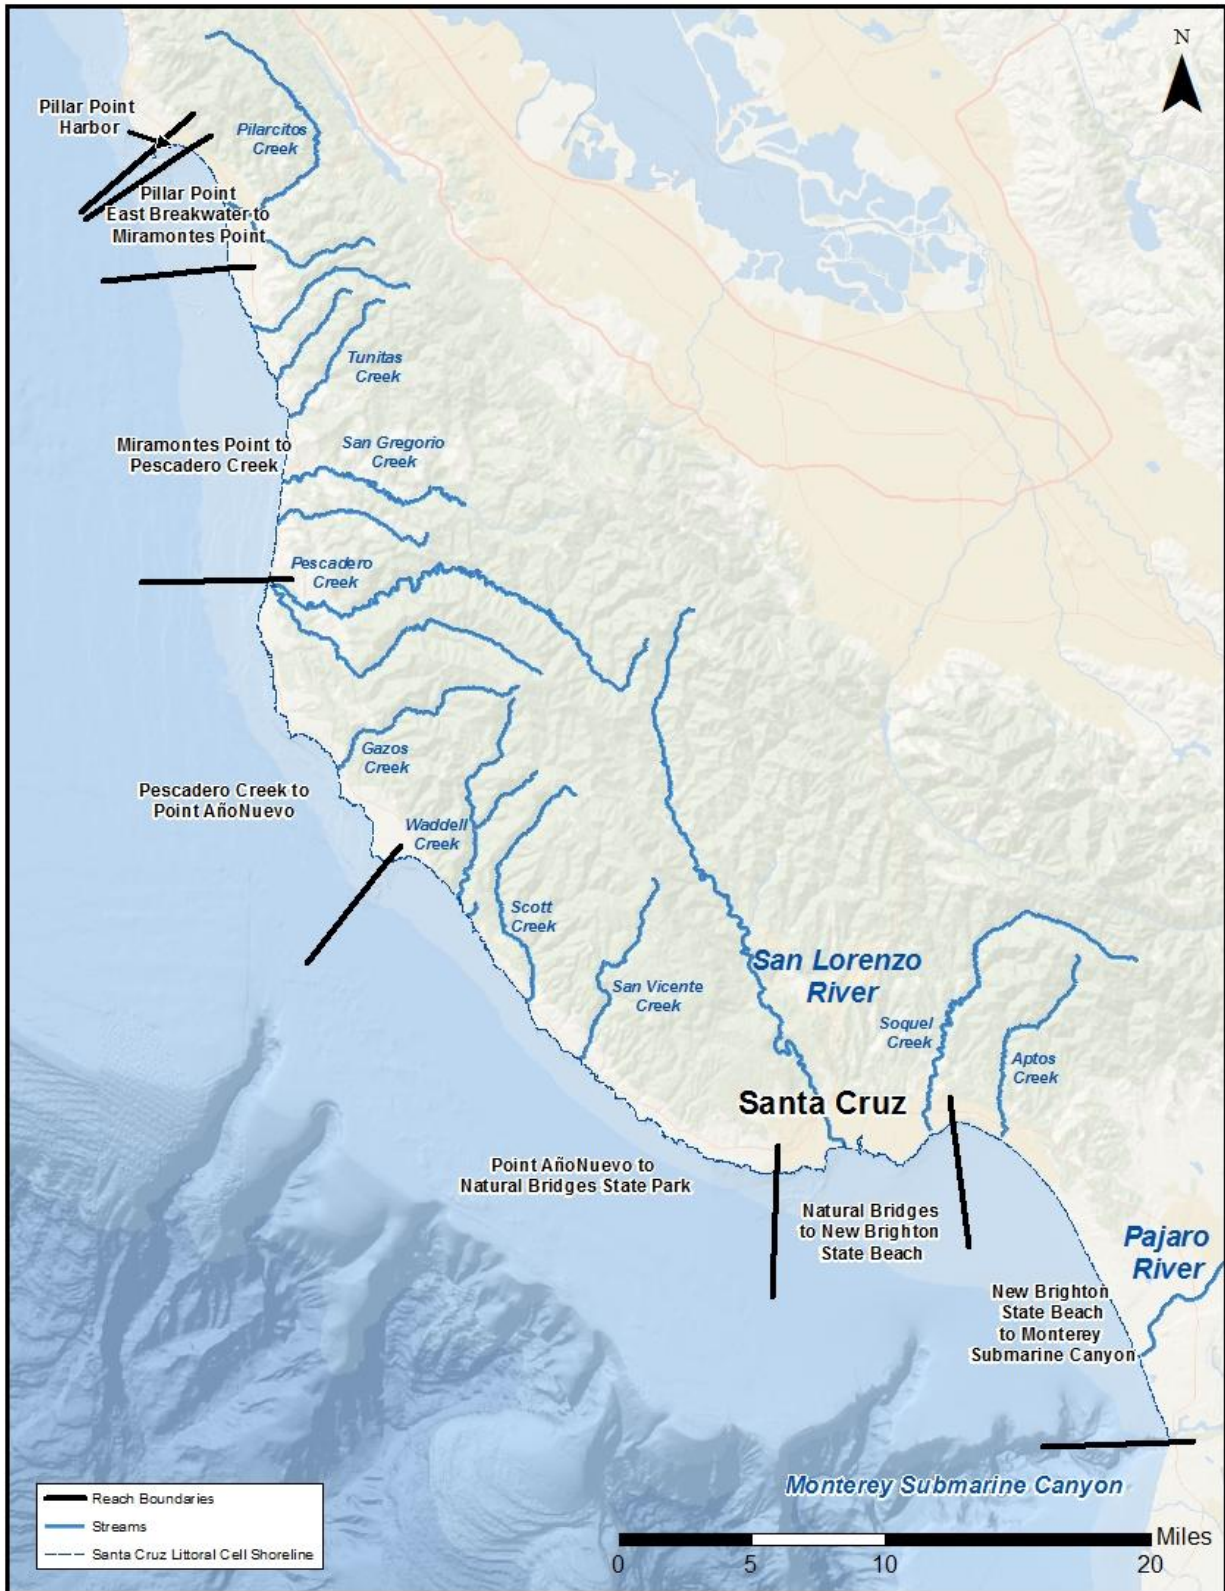 N
Pillar Point
Harbor
Pilarcitos
Creek
Pillar Point
East Breakwater to
Miramontes Point
Tunitas
Creek
Miramontes Point to
Pescadero Creek
San Gregorio
Creek
Pescadero
Creek
Gazos
Creek
Pescadero Creek to
Point AñoNuevo
Waddell
Creek
Scott
Creek
San Vicente
Creek
San Lorenzo
River
Soquel
Creek
Aptos
Creek
Santa Cruz
Point AñoNuevo to
Natural Bridges State Park
Natural Bridges
to New Brighton
State Beach
Pajaro
River
New Brighton
State Beach
to Monterey
Submarine Canyon
Monterey Submarine Canyon
Reach Boundaries
Streams
Santa Cruz Littoral Cell Shoreline
Miles
0 5 10 20